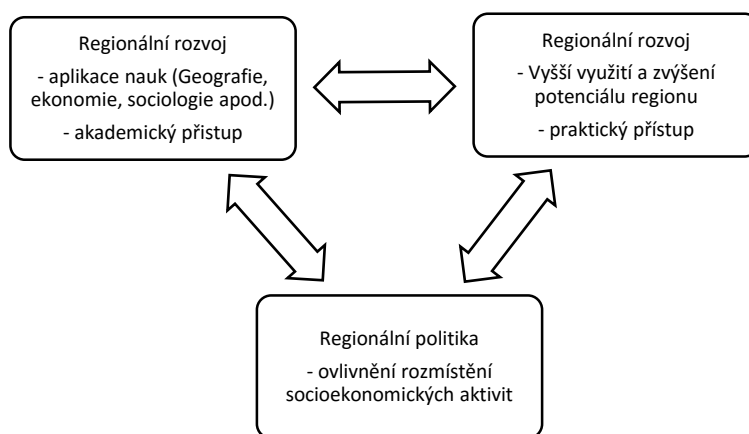 Regionální rozvoj
- aplikace nauk (Geografie,
ekonomie, sociologie apod.)
- akademický přistup
Regionální rozvoj
- Vyšší využití a zvýšení
potenciálu regionu
- praktický přístup
Regionální politika
- ovlivnění rozmístění
socioekonomických aktivit